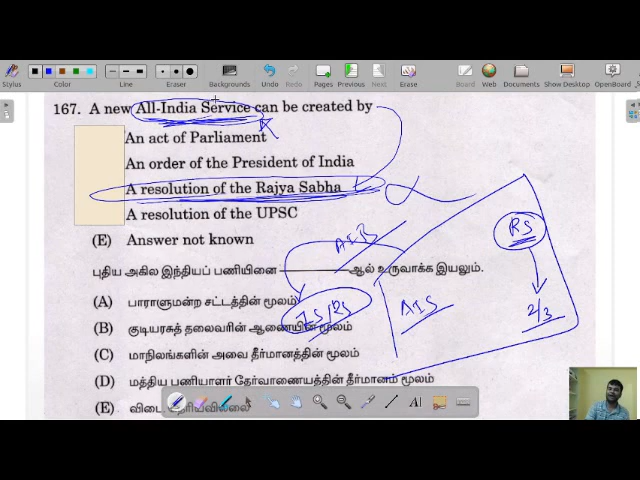 Stylus Color Line Eraser Backgrounds Undo Redo Page Previous Next Erase Board Web Documents Show Desktop OpenBoard
167. A new All-India Service can be created by
An act of Parliament
An order of the President of India
A resolution of the Rajya Sabha
A resolution of the UPSC
(E) Answer not known
புதிய அகில இந்தியப் பணியினை ———— ஆல் உருவாக்க இயலும்.
(A) பாராளுமன்ற சட்டத்தின் மூலம்
(B) குடியரசுத் தலைவரின் ஆணையின் மூலம்
(C) மாநிலங்களின் அவை தீர்மானத்தின் மூலம்
(D) மத்திய பணியாளர் தேர்வாணையத்தின் தீர்மானம் மூலம்
(E) விடை தெரியவில்லை
RS
AIS
2/3